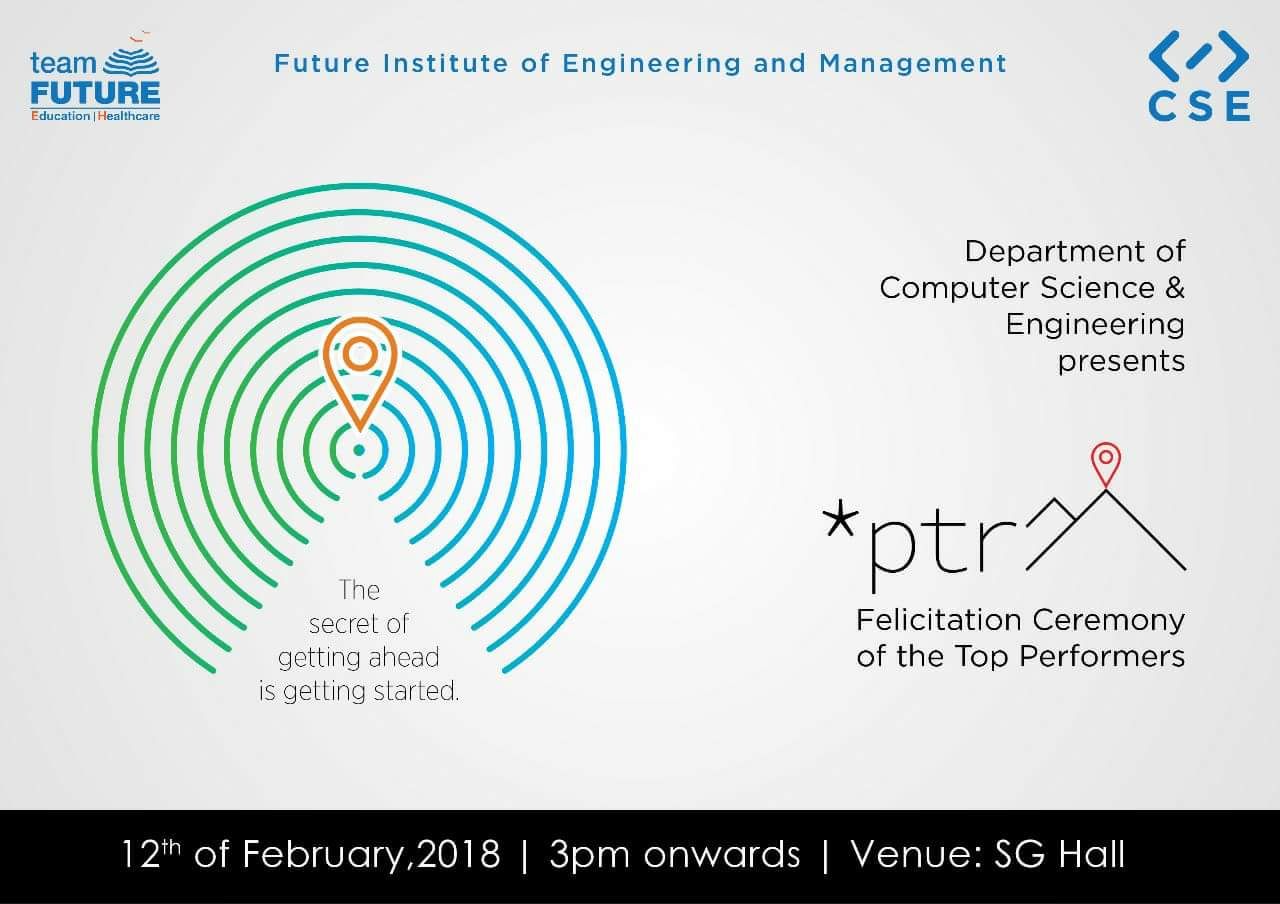 team
FUTURE
Education | Healthcare
Future Institute of Engineering and Management
CSE
Department of
Computer Science &
Engineering
presents
*ptr
Felicitation Ceremony
of the Top Performers
The
secret of
getting ahead
is getting started.
12th of February,2018 | 3pm onwards | Venue: SG Hall